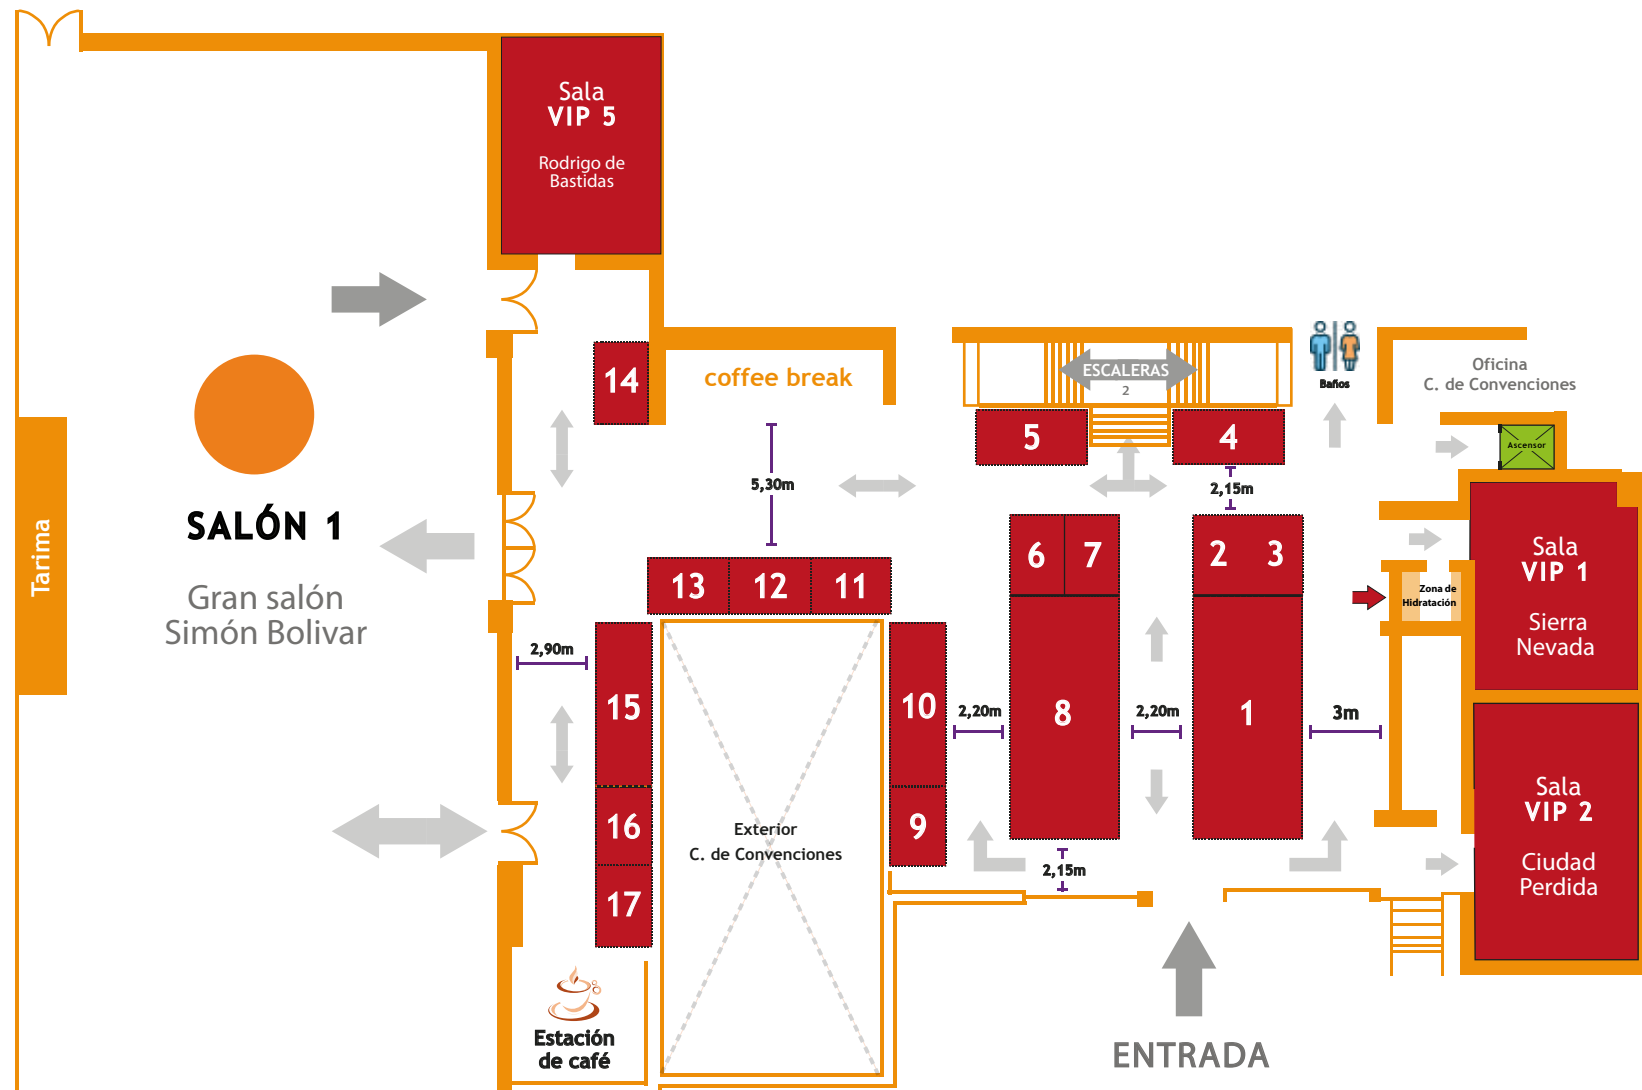 Sala
VIP 5
Rodrigo de
Bastidas
14
coffee break
ESCALERAS
2
Baños
Oficina
C. de Convenciones
5
4
Ascensor
5,30m
2,15m
SALÓN 1
Gran salón
Simón Bolivar
Tarima
13
12
11
6
7
2
3
Sala
VIP 1
Sierra
Nevada
Zona de
Hidratación
2,90m
15
10
2,20m
8
2,20m
1
3m
16
9
Exterior
C. de Convenciones
Sala
VIP 2
Ciudad
Perdida
2,15m
17
Estación
de café
ENTRADA